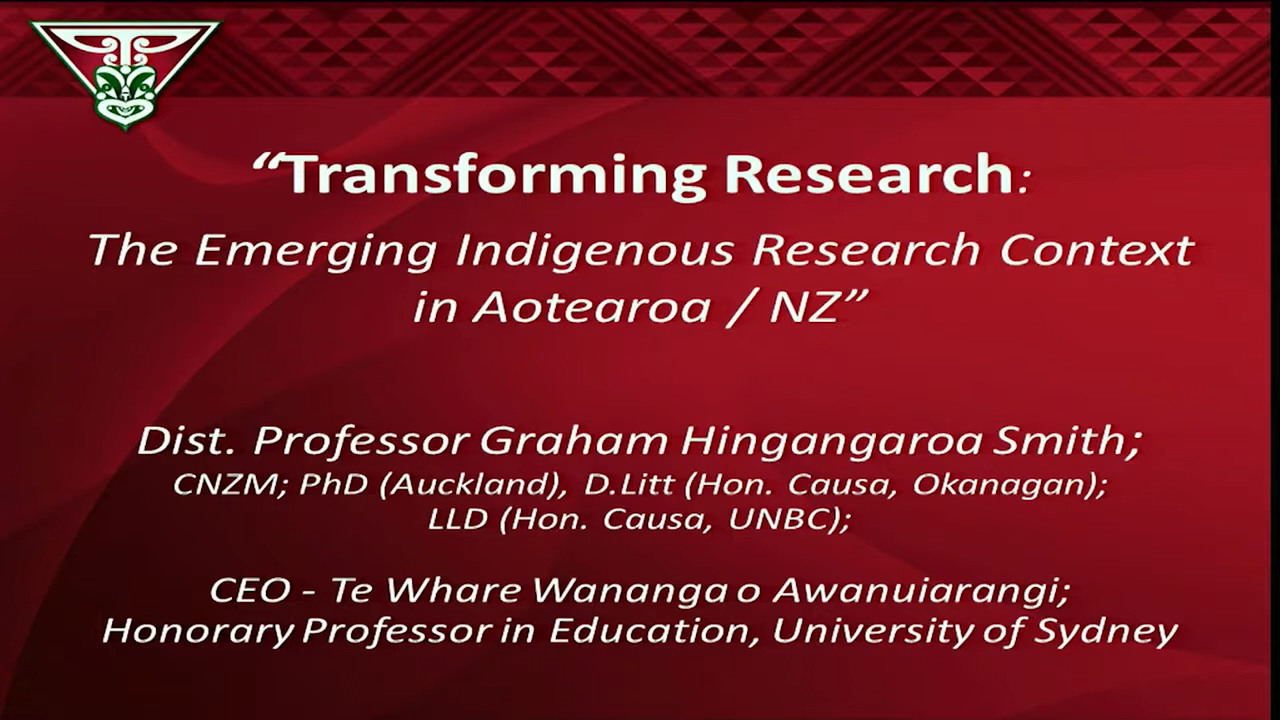 “Transforming Research:
The Emerging Indigenous Research Context
in Aotearoa / NZ”
Dist. Professor Graham Hingangaroa Smith;
CNZM; PhD (Auckland), D.Litt (Hon. Causa, Okanagan);
LLD (Hon. Causa, UNBC);
CEO - Te Whare Wananga o Awanuiarangi;
Honorary Professor in Education, University of Sydney